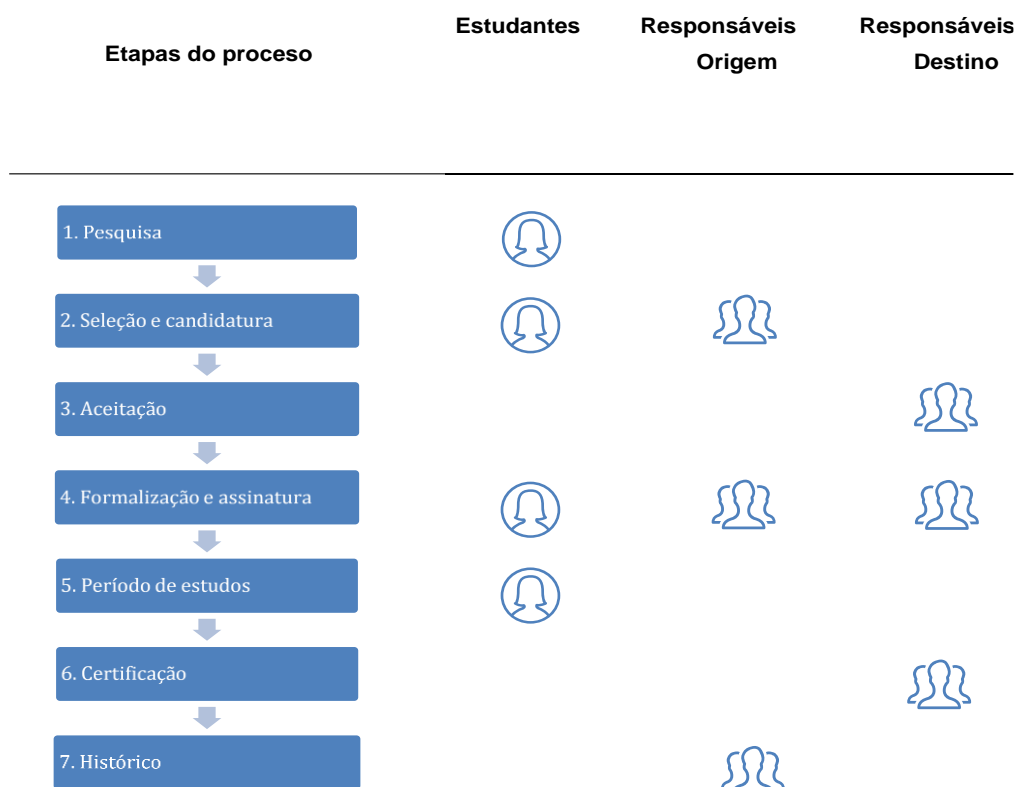 Etapas do proceso
Estudantes
Responsáveis
Origem
Responsáveis
Destino
1. Pesquisa
2. Seleção e candidatura
3. Aceitação
4. Formalização e assinatura
5. Período de estudos
6. Certificação
7. Histórico